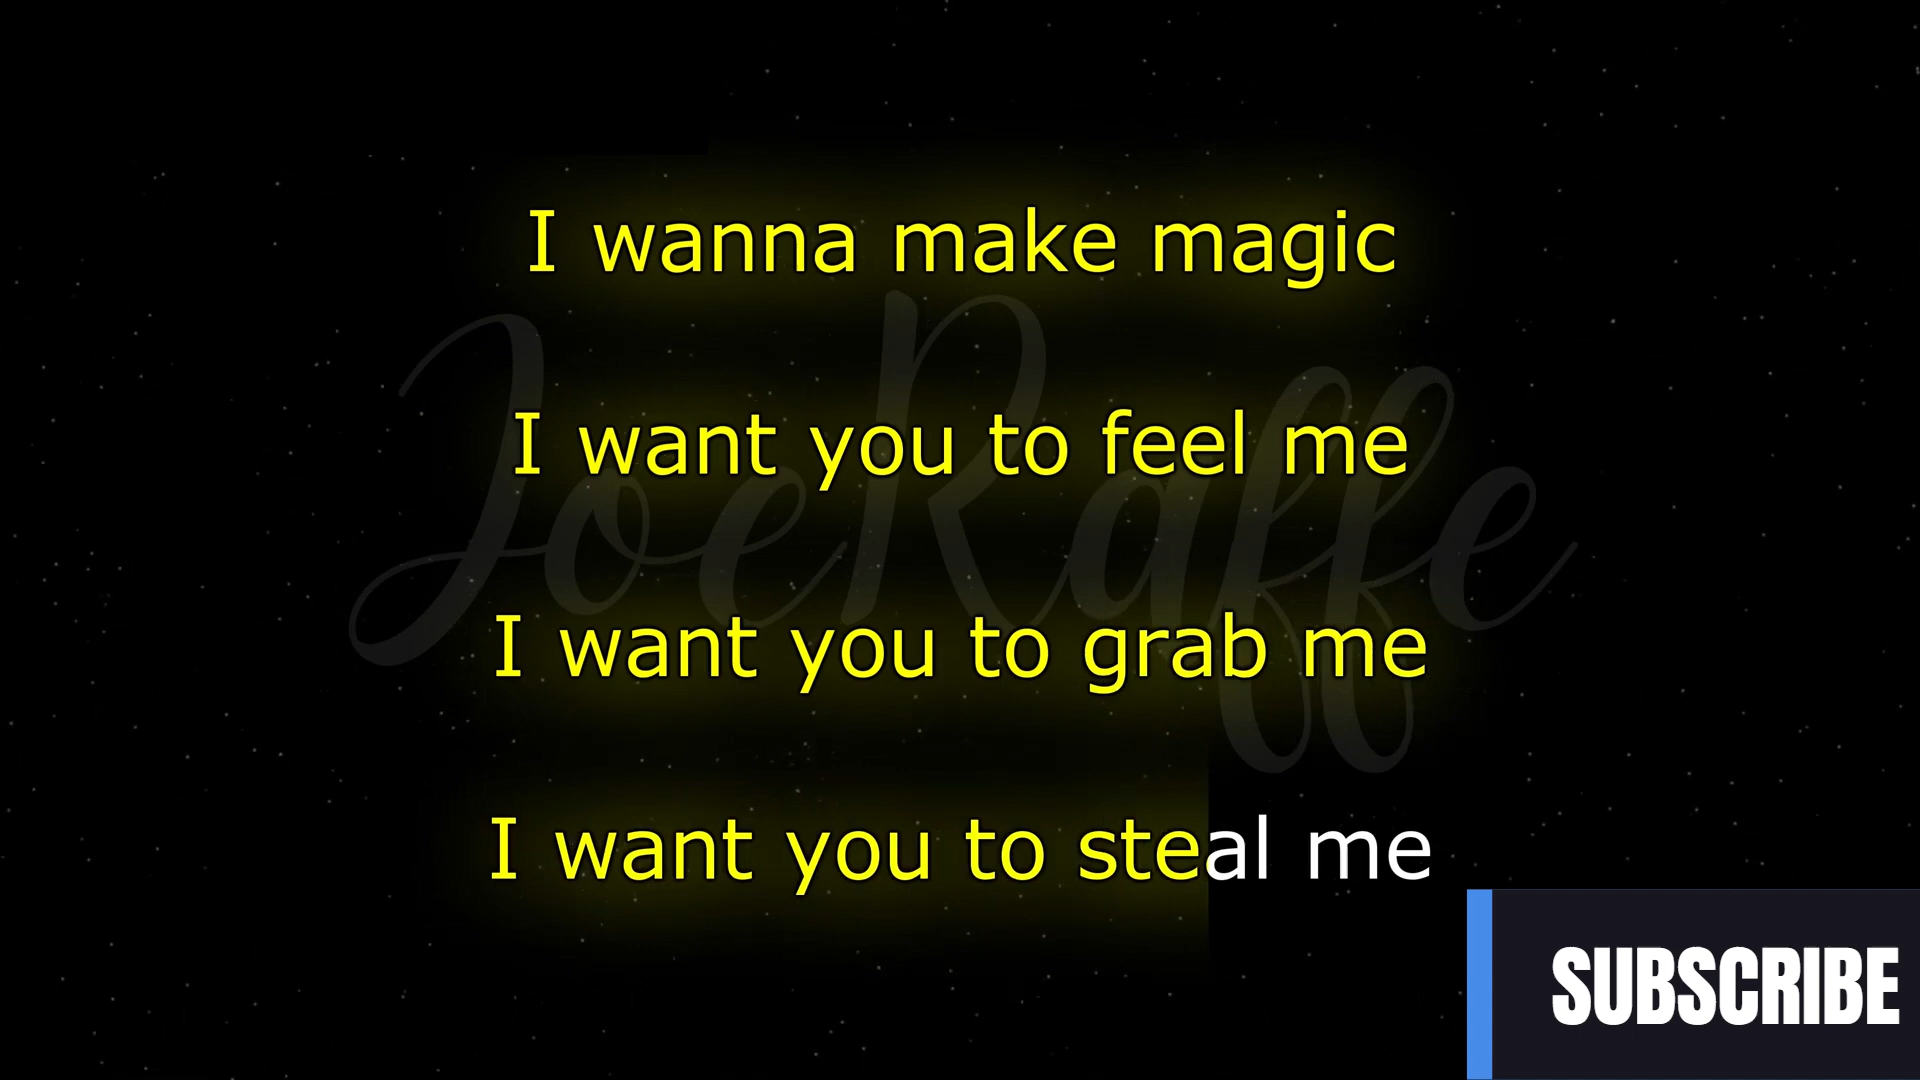 I wanna make magic
JoeRaffe
I want you to feel me
I want you to grab me
I want you to steal me
SUBSCRIBE